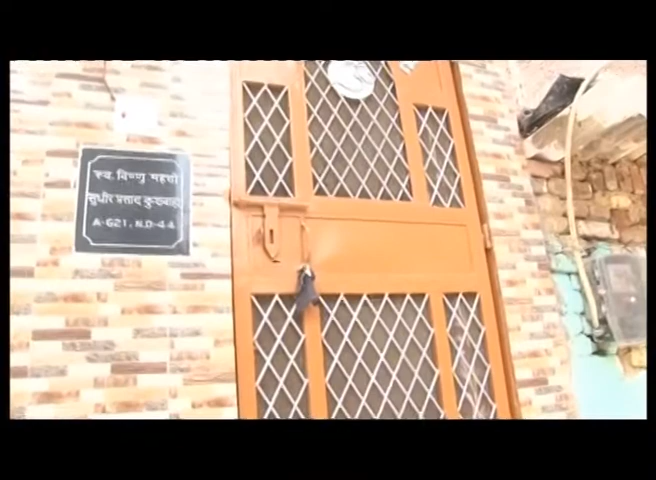 स्व. विष्णु महतो
सुधीर प्रसाद कुशवाहा
A-621, N.D-44